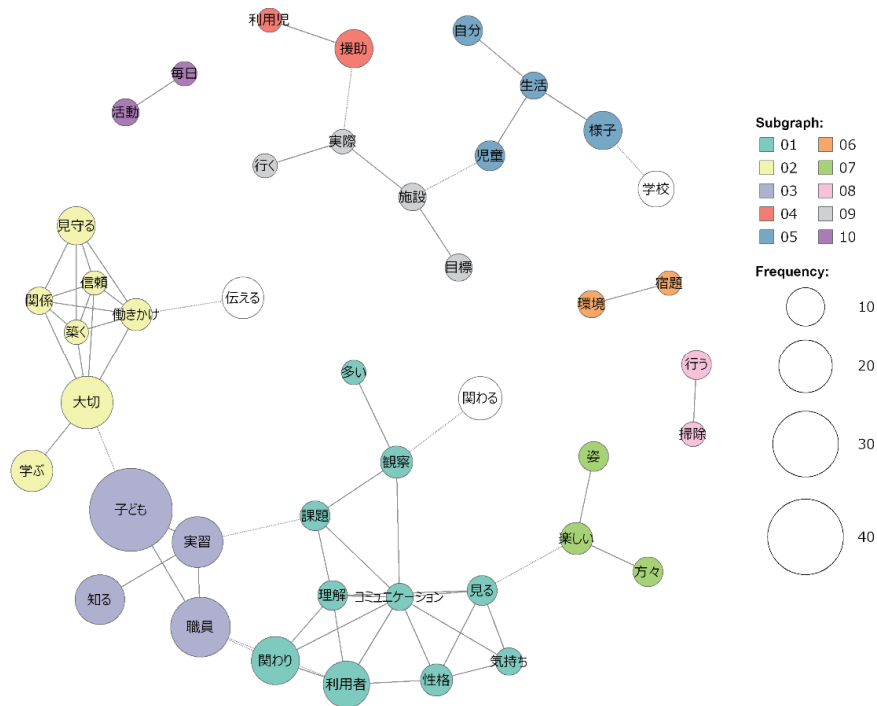 利用児
援助
自分
毎日
活動
生活
様子
実際
行く
児童
学校
施設
目標
見守る
信頼
関係
働きかけ
築く
伝える
宿題
環境
大切
多い
関わる
行う
掃除
学ぶ
観察
姿
子ども
課題
実習
楽しい
方々
知る
理解
コミュニケーション
見る
職員
関わり
利用者
性格
気持ち
Subgraph:
01 06
02 07
03 08
04 09
05 10
Frequency:
10
20
30
40